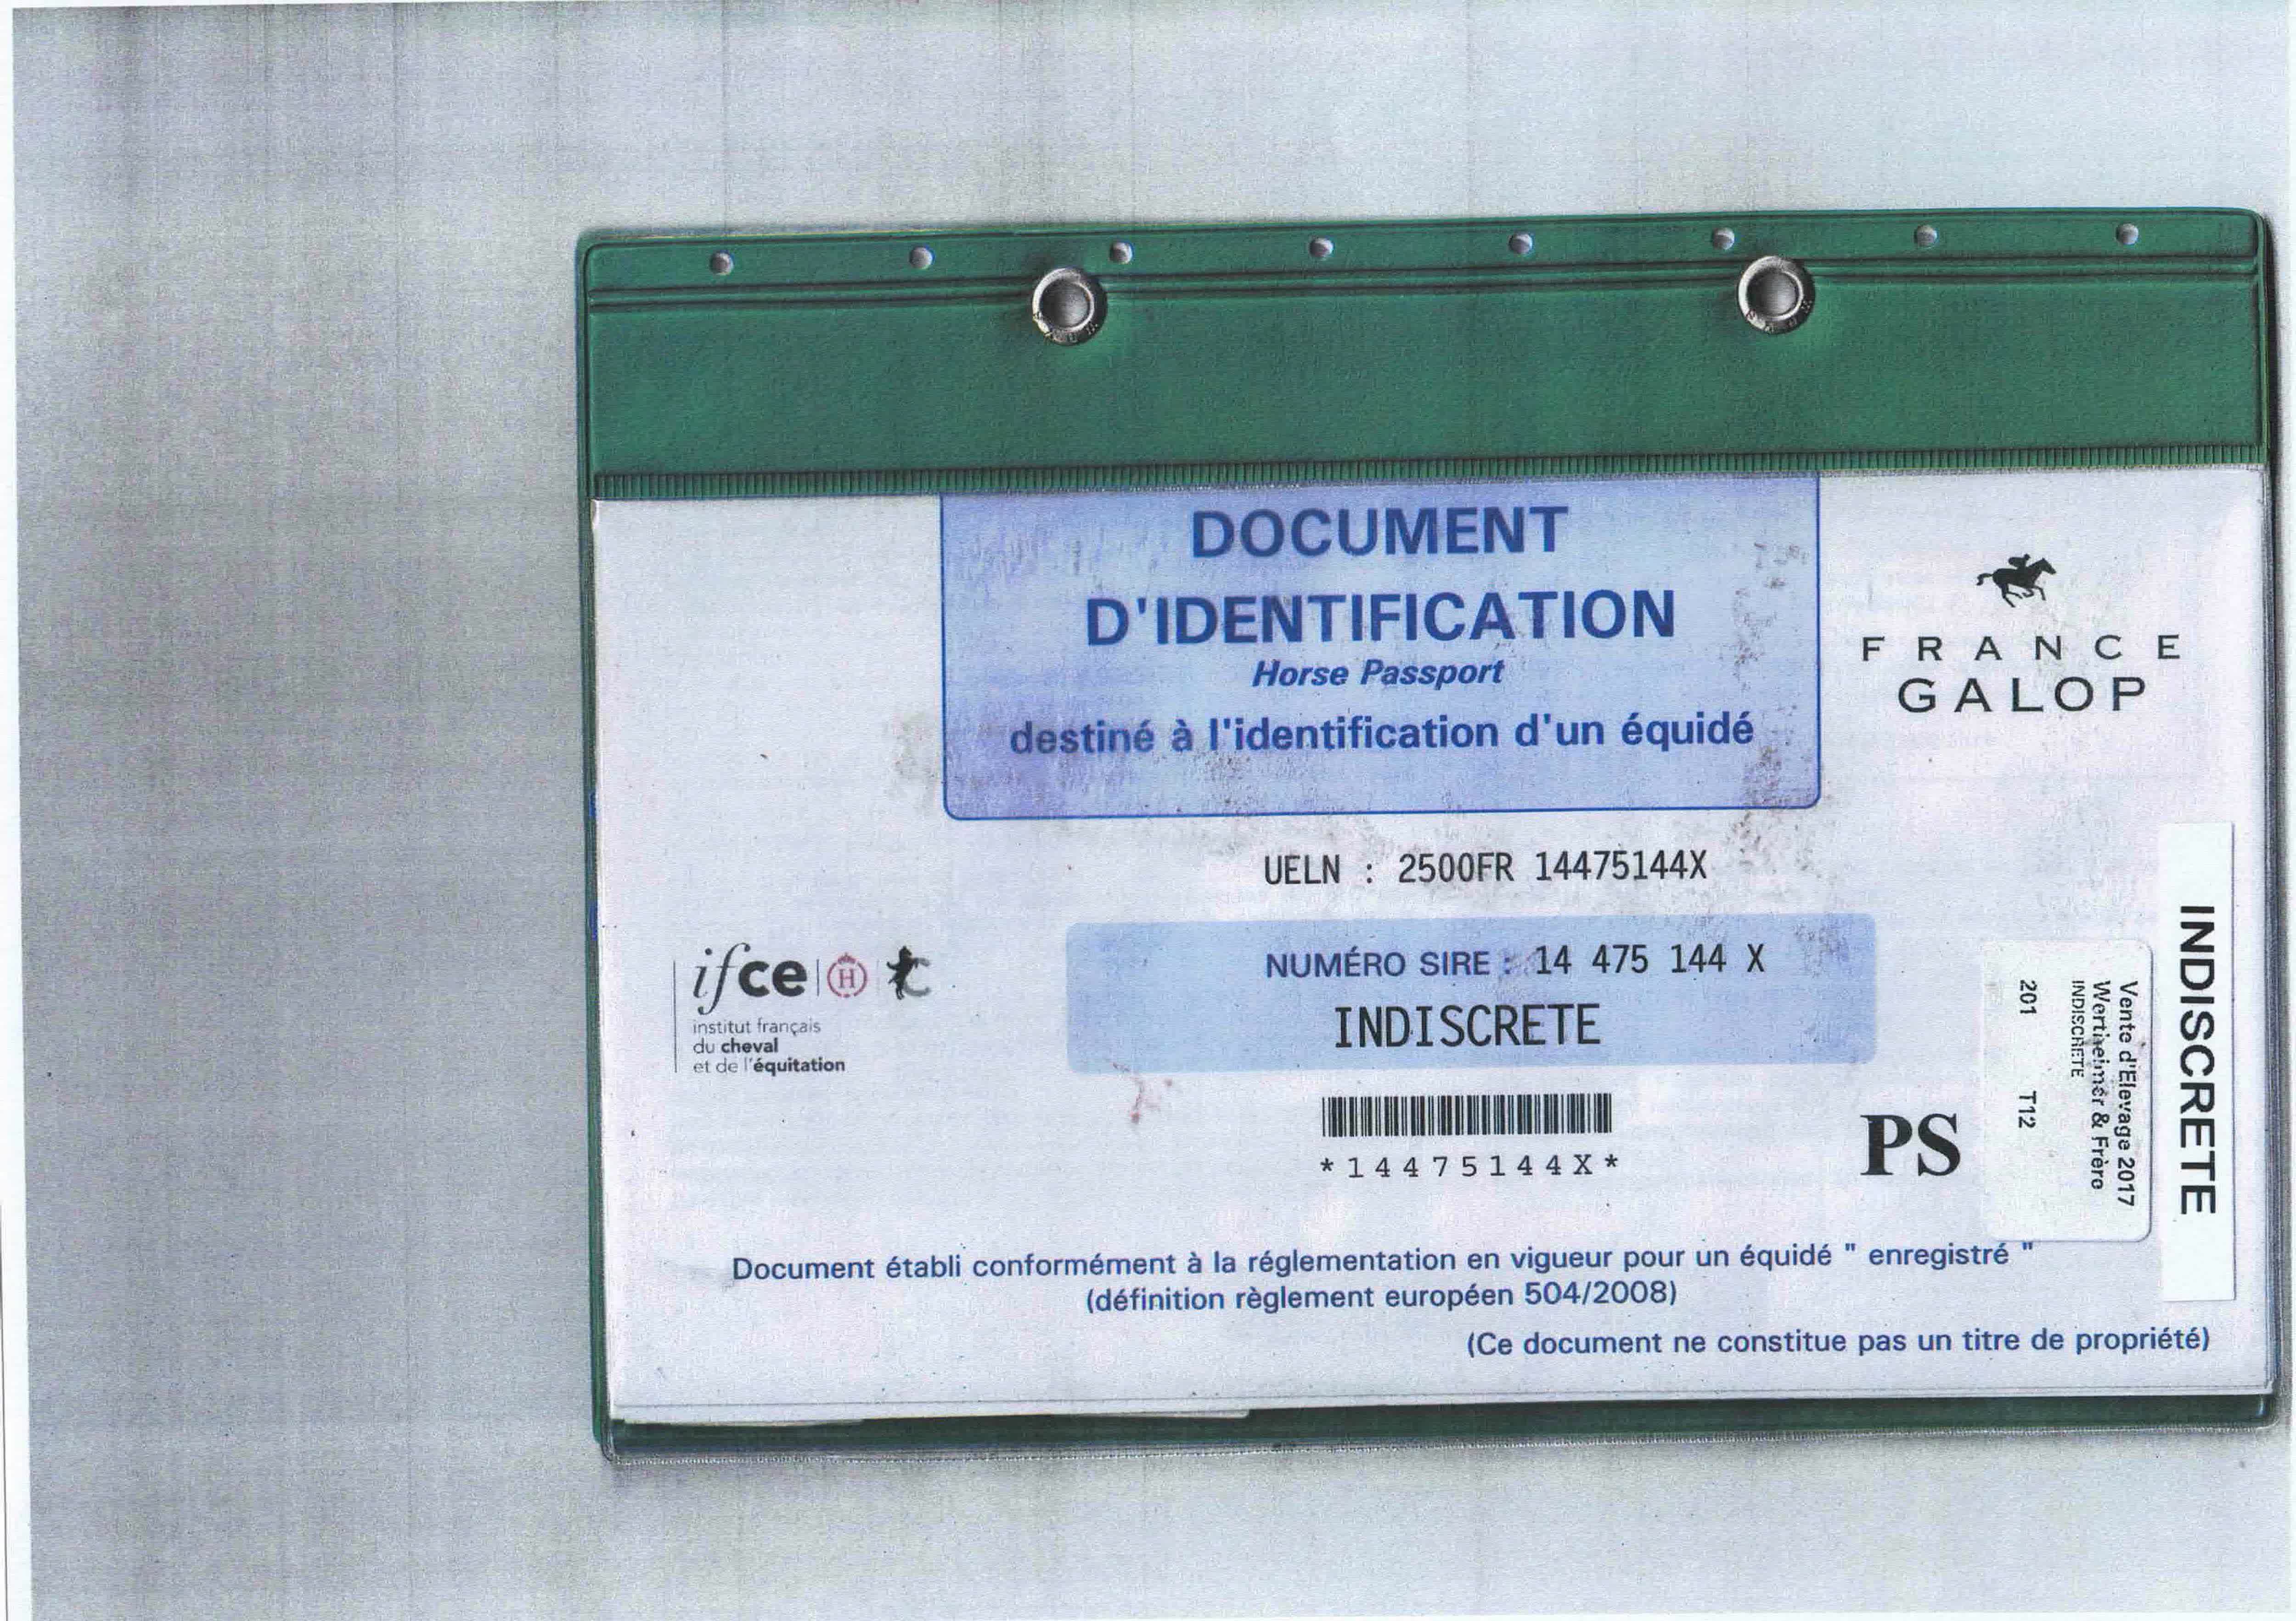 DOCUMENT
D'IDENTIFICATION
Horse Passport
destiné à l'identification d'un équidé
FRANCE
GALOP
UELN : 2500FR 14475144X
ifce H
institut français
du cheval
et de l'équitation
NUMÉRO SIRE : 14 475 144 X
INDISCRETE
*14475144X*
PS
Vente d'Elevage 2017
Wertheimer & Frère
INDISCRETE
201 T12
INDISCRETE
Document établi conformément à la réglementation en vigueur pour un équidé " enregistré "
(définition règlement européen 504/2008)
(Ce document ne constitue pas un titre de propriété)